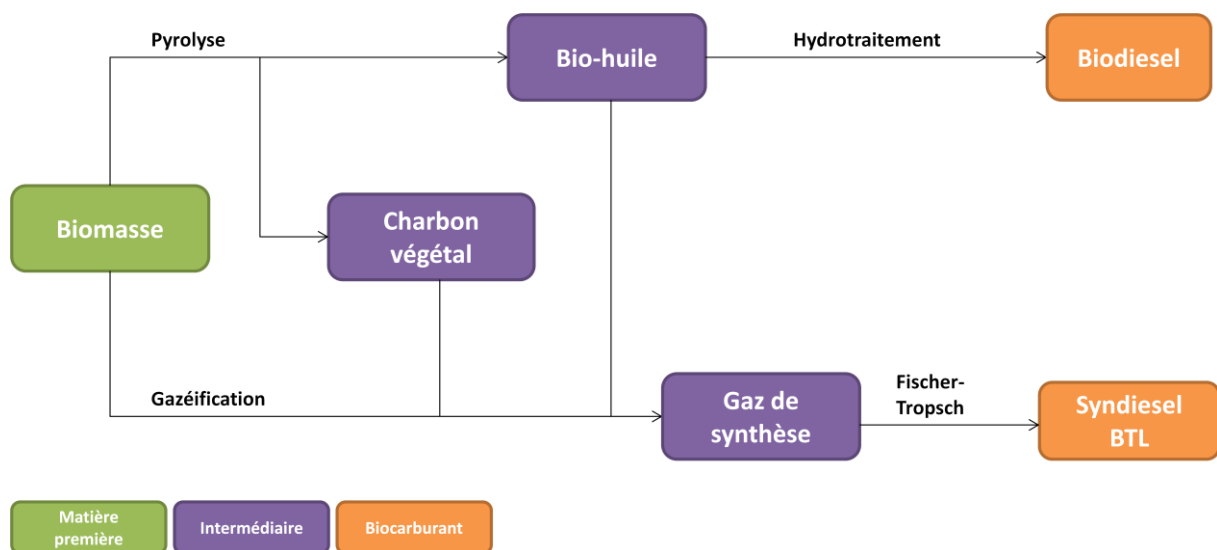 Pyrolyse
Bio-huile
Hydrotraitement
Biodiesel
Biomasse
Charbon
végétal
Gazéification
Gaz de
synthèse
Fischer-
Tropsch
Syndiesel
BTL
Matière
première
Intermédiaire
Biocarburant